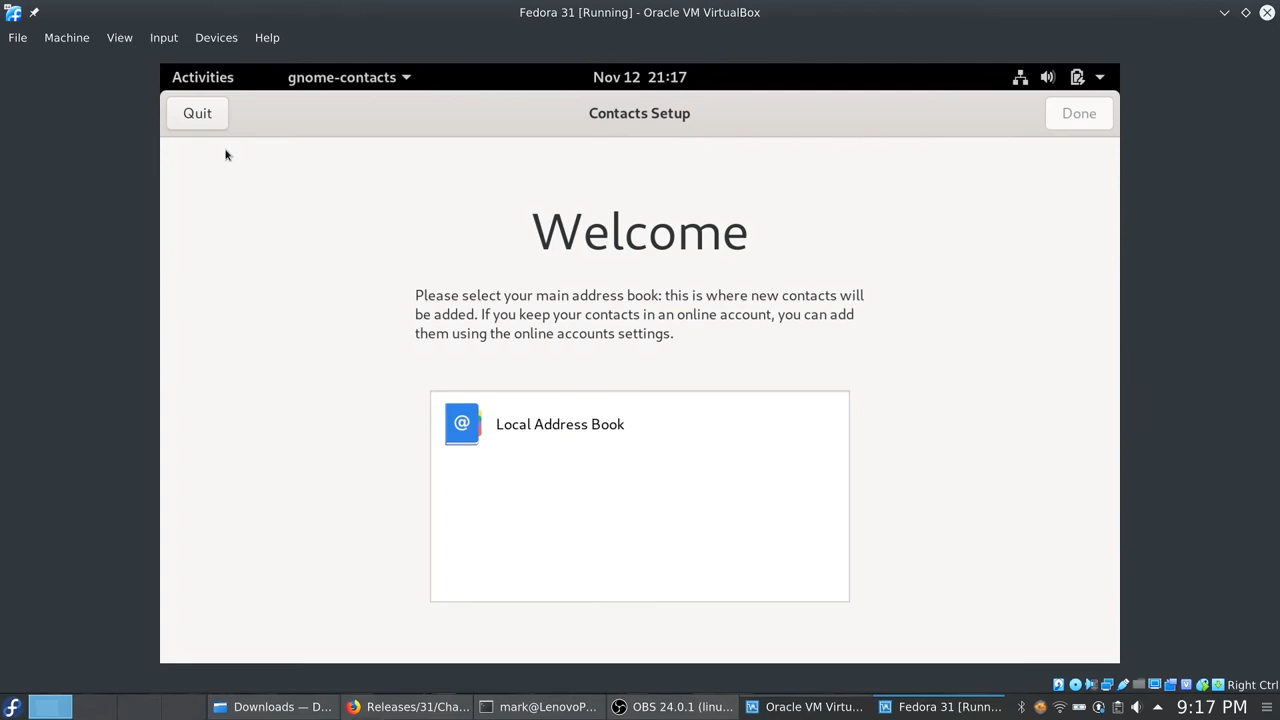 Fedora 31 [Running] - Oracle VM VirtualBox
File Machine View Input Devices Help
Activities gnome-contacts Nov 12 21:17
Quit Contacts Setup Done
Welcome
Please select your main address book: this is where new contacts will
be added. If you keep your contacts in an online account, you can add
them using the online accounts settings.
@ Local Address Book
Right Ctrl
Downloads — D... Releases/31/Cha... mark@LenovoP... OBS 24.0.1 (linu... Oracle VM Virtu... Fedora 31 [Runn... 9:17 PM